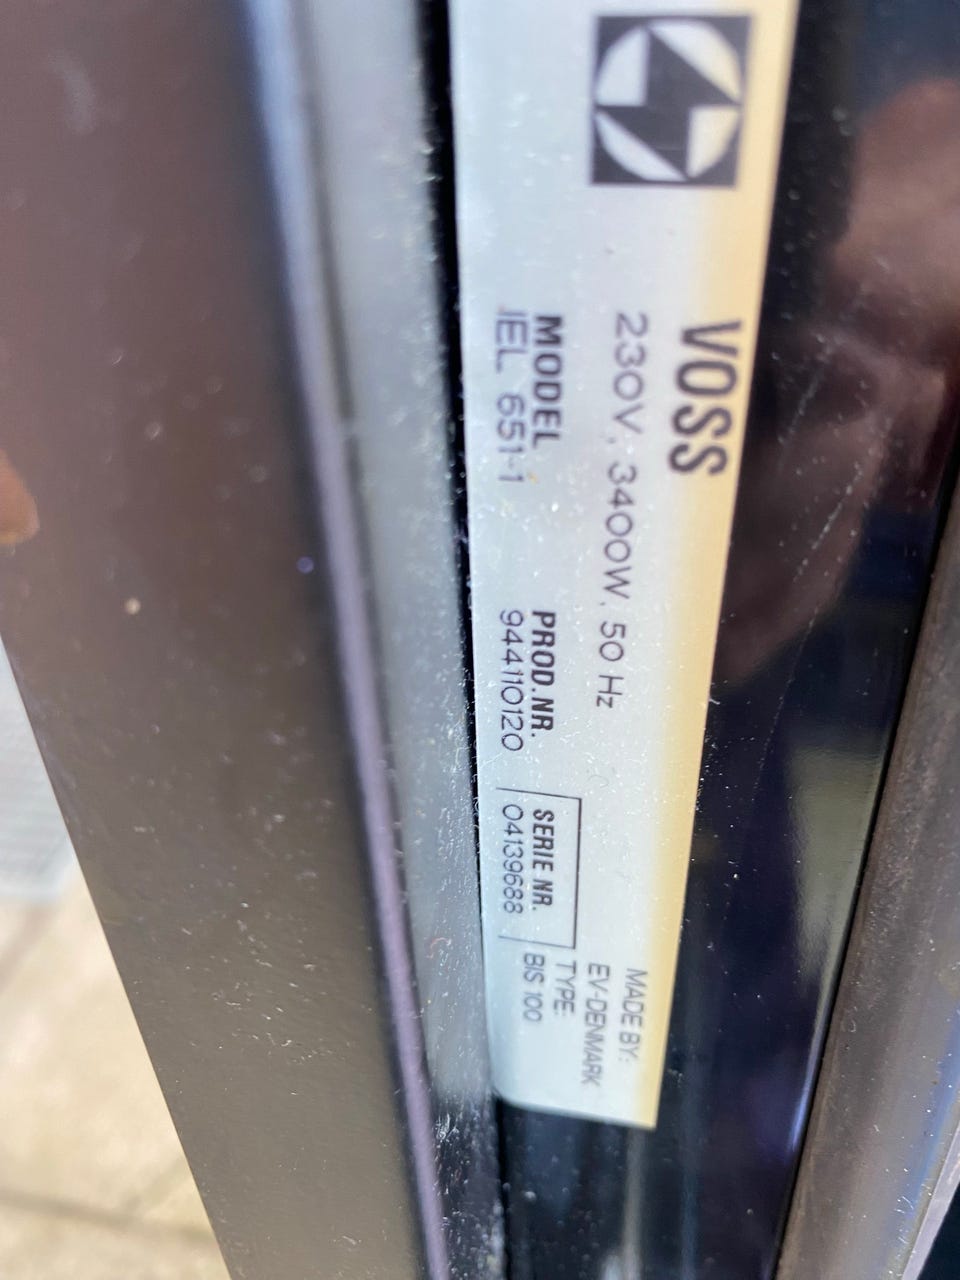 VOSS
230V, 3400W, 50 Hz
MODEL
IEL 651-1
PROD.NR.
944110120
SERIE NR.
04139688
MADE BY:
EV-DENMARK
TYPE:
BIS 100